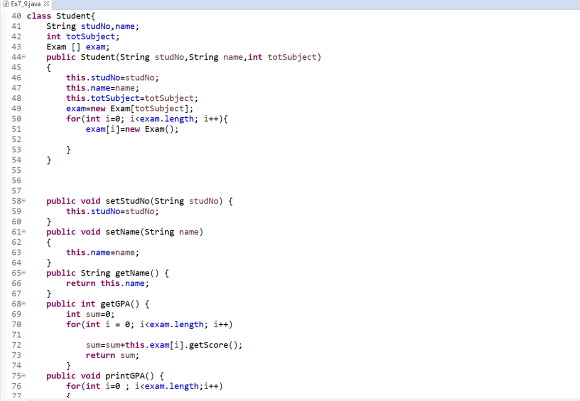 Ex7_9.java
40 class Student{
41 String studNo,name;
42 int totSubject;
43 Exam [] exam;
44 public Student(String studNo,String name,int totSubject)
45 {
46 this.studNo=studNo;
47 this.name=name;
48 this.totSubject=totSubject;
49 exam=new Exam[totSubject];
50 for(int i=0; i<exam.length; i++){
51 exam[i]=new Exam();
52
53 }
54 }
55
56
57
58 public void setStudNo(String studNo) {
59 this.studNo=studNo;
60 }
61 public void setName(String name)
62 {
63 this.name=name;
64 }
65 public String getName() {
66 return this.name;
67 }
68 public int getGPA() {
69 int sum=0;
70 for(int i = 0; i<exam.length; i++)
71
72 sum=sum+this.exam[i].getScore();
73 return sum;
74 }
75 public void printGPA() {
76 for(int i=0 ; i<exam.length;i++)
77 {